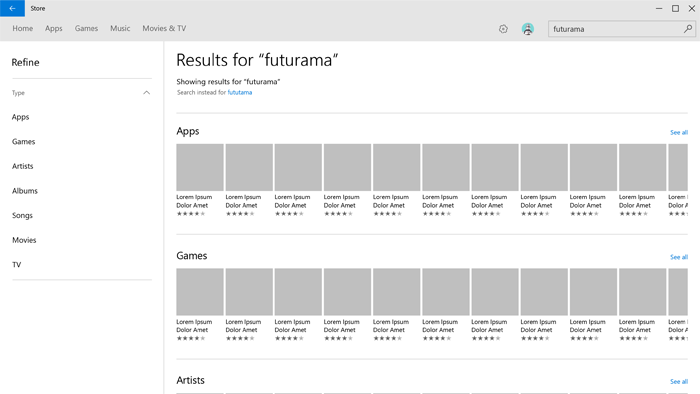 Store
Home Apps Games Music Movies & TV
futurama
Refine
Type
Apps
Games
Artists
Albums
Songs
Movies
TV
Results for “futurama”
Showing results for “futurama”
Search instead for fututama
Apps See all
Lorem Ipsum Lorem Ipsum Lorem Ipsum Lorem Ipsum Lorem Ipsum Lorem Ipsum Lorem Ipsum Lorem Ipsum Lorem Ipsum Lorem Ipsum Lorem
Dolor Amet Dolor Amet Dolor Amet Dolor Amet Dolor Amet Dolor Amet Dolor Amet Dolor Amet Dolor Amet Dolor Amet Dolor
Games See all
Lorem Ipsum Lorem Ipsum Lorem Ipsum Lorem Ipsum Lorem Ipsum Lorem Ipsum Lorem Ipsum Lorem Ipsum Lorem Ipsum Lorem Ipsum Lorem
Dolor Amet Dolor Amet Dolor Amet Dolor Amet Dolor Amet Dolor Amet Dolor Amet Dolor Amet Dolor Amet Dolor Amet Dolor
Artists See all